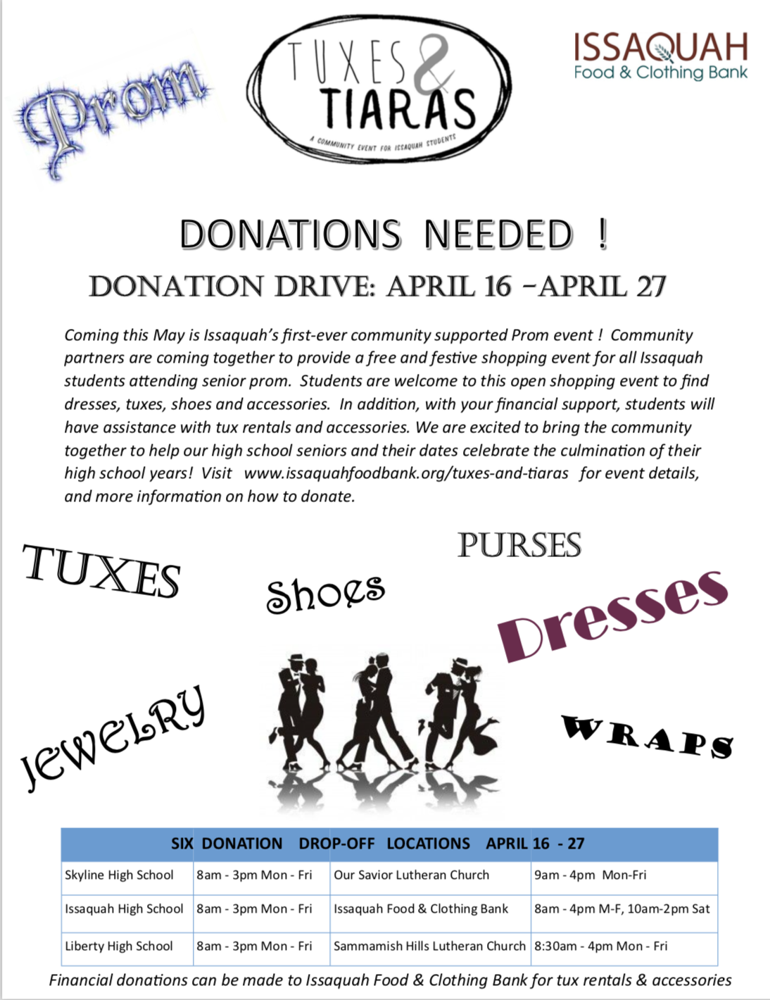 Prom
TUXES &
TIARAS
A COMMUNITY EVENT FOR ISSAQUAH STUDENTS
ISSAQUAH
Food & Clothing Bank
DONATIONS NEEDED !
DONATION DRIVE: APRIL 16 –APRIL 27
Coming this May is Issaquah’s first-ever community supported Prom event ! Community
partners are coming together to provide a free and festive shopping event for all Issaquah
students attending senior prom. Students are welcome to this open shopping event to find
dresses, tuxes, shoes and accessories. In addition, with your financial support, students will
have assistance with tux rentals and accessories. We are excited to bring the community
together to help our high school seniors and their dates celebrate the culmination of their
high school years! Visit www.issaquahfoodbank.org/tuxes-and-tiaras for event details,
and more information on how to donate.
TUXES
PURSES
Shoes
Dresses
JEWELRY
WRAPS
SIX DONATION DROP-OFF LOCATIONS APRIL 16 - 27
Skyline High School 8am - 3pm Mon - Fri Our Savior Lutheran Church 9am - 4pm Mon-Fri
Issaquah High School 8am - 3pm Mon - Fri Issaquah Food & Clothing Bank 8am - 4pm M-F, 10am-2pm Sat
Liberty High School 8am - 3pm Mon - Fri Sammamish Hills Lutheran Church 8:30am - 4pm Mon - Fri
Financial donations can be made to Issaquah Food & Clothing Bank for tux rentals & accessories